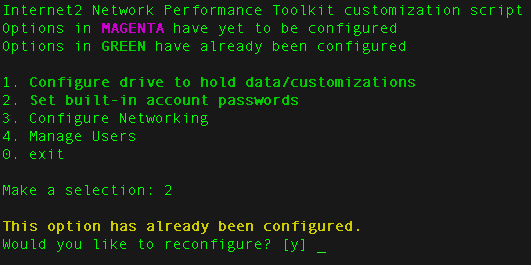 Internet2 Network Performance Toolkit customization script
Options in MAGENTA have yet to be configured
Options in GREEN have already been configured
1. Configure drive to hold data/customizations
2. Set built-in account passwords
3. Configure Networking
4. Manage Users
0. exit
Make a selection: 2
This option has already been configured.
Would you like to reconfigure? [y] _